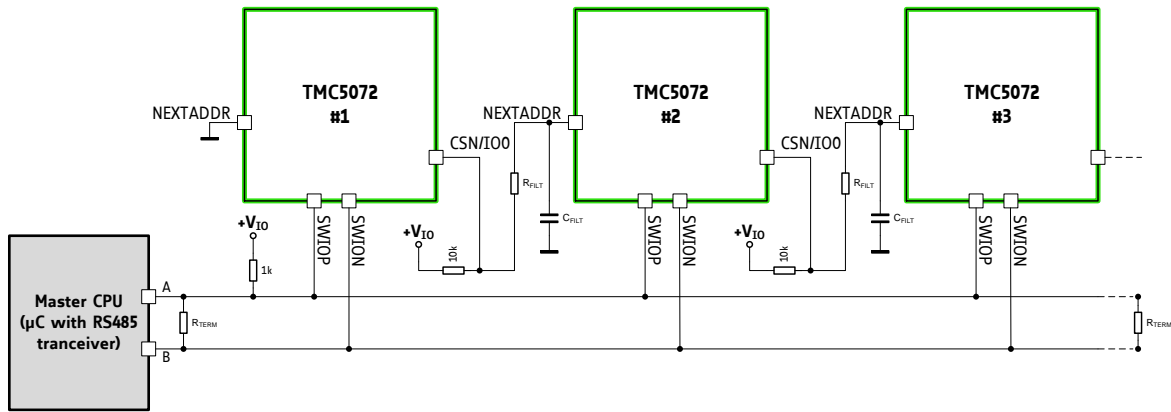 TMC5072
#1
TMC5072
#2
TMC5072
#3
NEXTADDR
NEXTADDR
NEXTADDR
CSN/IO0
CSN/IO0
RFILT
CFILT
RFILT
CFILT
SWIOP
SWION
SWIOP
SWION
SWIOP
SWION
+VIO
1k
+VIO
10k
+VIO
10k
Master CPU
(µC with RS485
tranceiver)
A
B
RTERM
RTERM